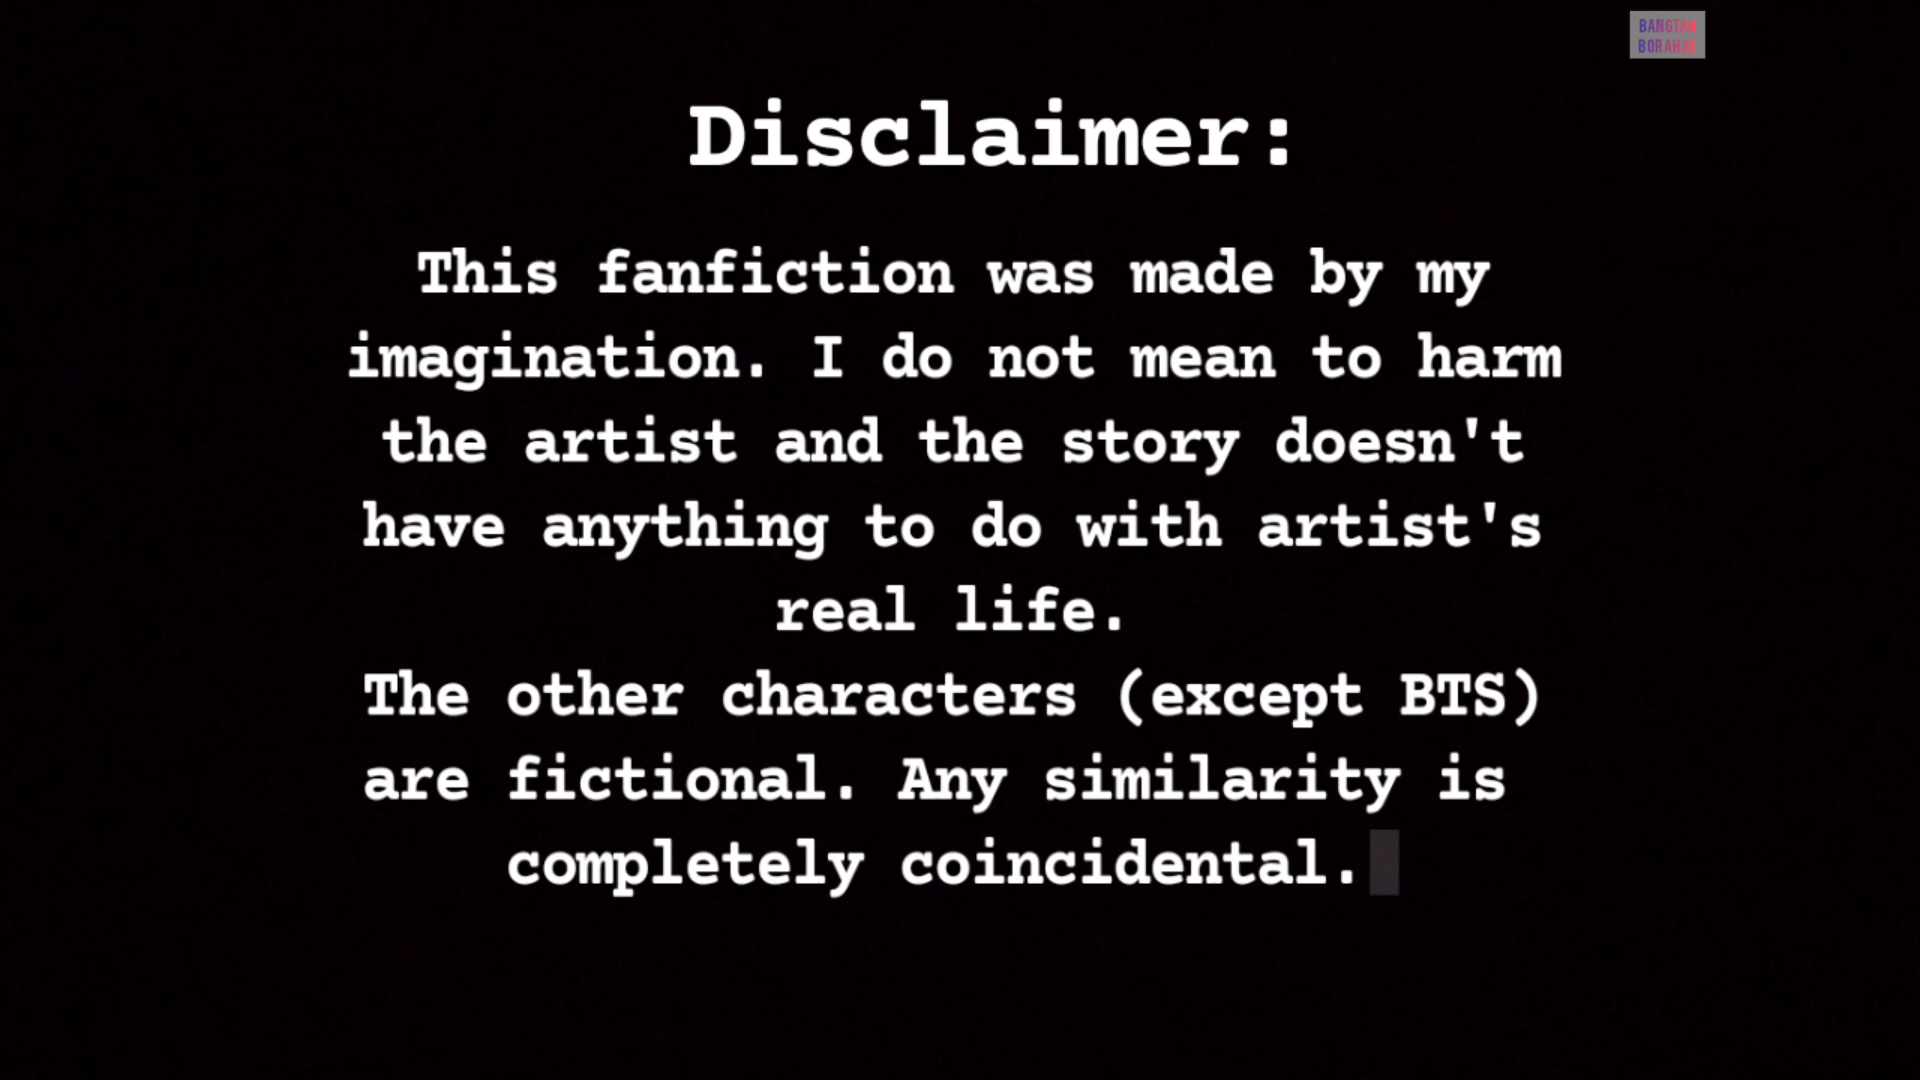 BANGTAN
BORAHAE
Disclaimer:
This fanfiction was made by my
imagination. I do not mean to harm
the artist and the story doesn't
have anything to do with artist's
real life.
The other characters (except BTS)
are fictional. Any similarity is
completely coincidental.